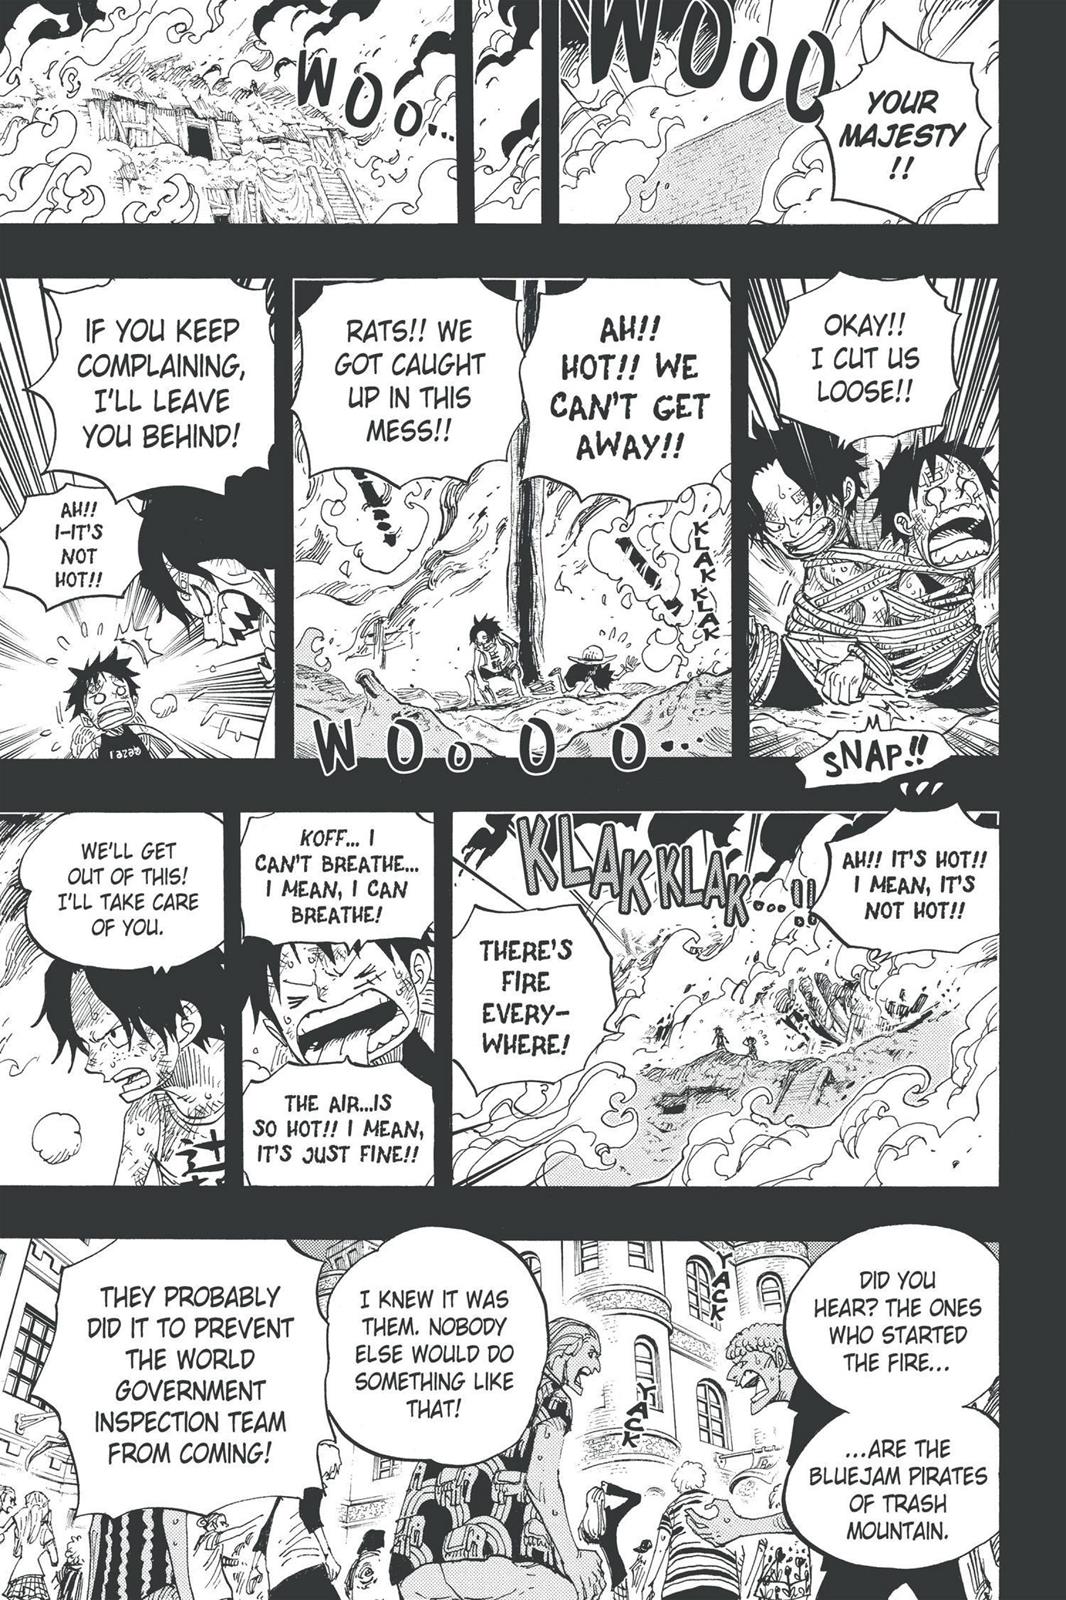 WOOO
YOUR
MAJESTY
!!
WOO...
OKAY!!
I CUT US
LOOSE!!
SNAP!!
AH!!
HOT!! WE
CAN'T GET
AWAY!!
KLAK KLAK
RATS!! WE
GOT CAUGHT
UP IN THIS
MESS!!
WOOOO...
IF YOU KEEP
COMPLAINING,
I'LL LEAVE
YOU BEHIND!
AH!!
I-IT'S
NOT
HOT!!
AH!! IT'S HOT!!
I MEAN, IT'S
NOT HOT!!
KLAK KLAK...!!
THERE'S
FIRE
EVERY-
WHERE!
KOFF... I
CAN'T BREATHE...
I MEAN, I CAN
BREATHE!
THE AIR...IS
SO HOT!! I MEAN,
IT'S JUST FINE!!
WE'LL GET
OUT OF THIS!
I'LL TAKE CARE
OF YOU.
DID YOU
HEAR? THE ONES
WHO STARTED
THE FIRE...
...ARE THE
BLUEJAM PIRATES
OF TRASH
MOUNTAIN.
YACK
YACK
YACK
YACK
I KNEW IT WAS
THEM. NOBODY
ELSE WOULD DO
SOMETHING LIKE
THAT!
THEY PROBABLY
DID IT TO PREVENT
THE WORLD
GOVERNMENT
INSPECTION TEAM
FROM COMING!